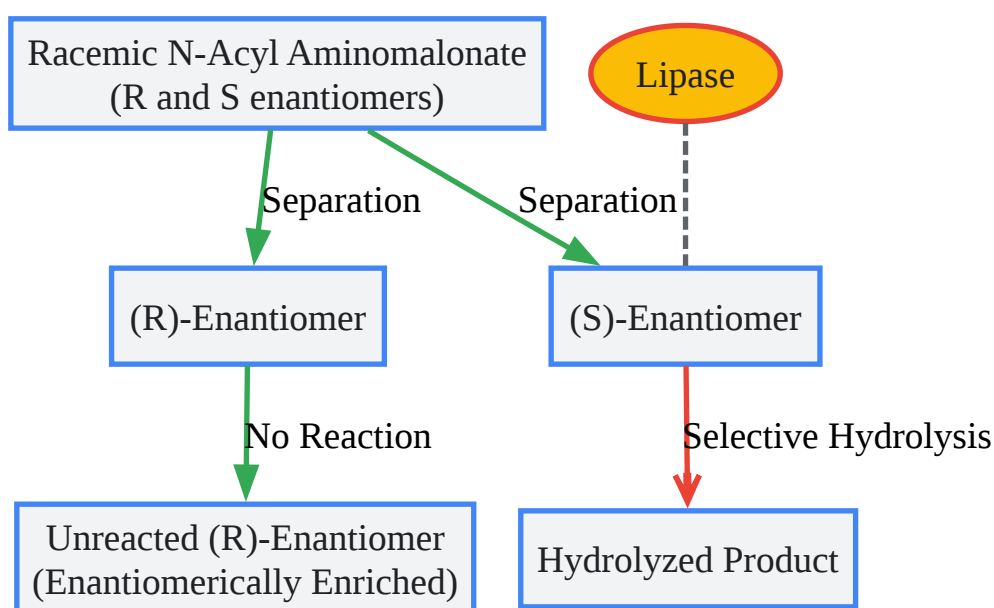 Racemic N-Acyl Aminomalonate
(R and S enantiomers)
Lipase
Separation
Separation
(R)-Enantiomer
(S)-Enantiomer
No Reaction
Selective Hydrolysis
Unreacted (R)-Enantiomer
(Enantiomerically Enriched)
Hydrolyzed Product